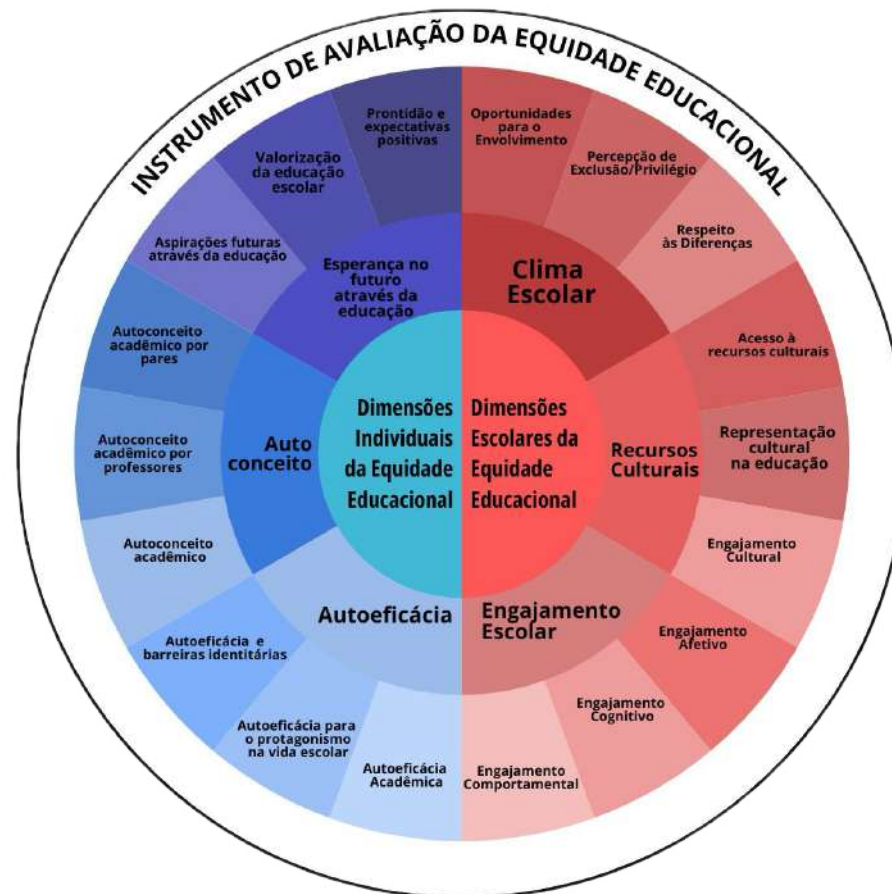 INSTRUMENTO DE AVALIAÇÃO DA EQUIDADE EDUCACIONAL
Prontidão e
expectativas
positivas
Oportunidades
para o
Envolvimento
Valorização
da educação
escolar
Percepção de
Exclusão/Privilégio
Aspirações futuras
através da educação
Respeito
às Diferenças
Esperança no
futuro
através da
educação
Clima
Escolar
Autoconceito
acadêmico por
pares
Acesso à
recursos culturais
Dimensões
Individuais
da Equidade
Educacional
Dimensões
Escolares da
Equidade
Educacional
Autoconceito
acadêmico por
professores
Auto
conceito
Recursos
Culturais
Representação
cultural
na educação
Autoconceito
acadêmico
Engajamento
Cultural
Autoeficácia
Engajamento
Escolar
Autoeficácia e
barreiras identitárias
Engajamento
Afetivo
Autoeficácia para
o protagonismo
na vida escolar
Engajamento
Cognitivo
Autoeficácia
Acadêmica
Engajamento
Comportamental